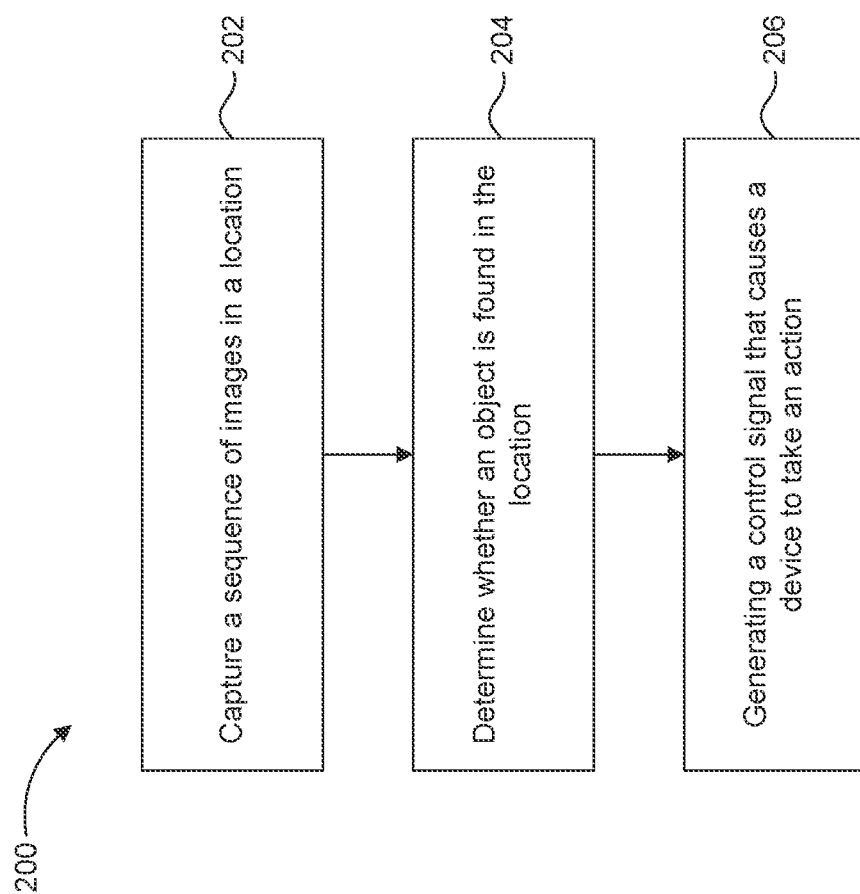 200
Capture a sequence of images in a location
202
Determine whether an object is found in the
location
204
Generating a control signal that causes a
device to take an action
206